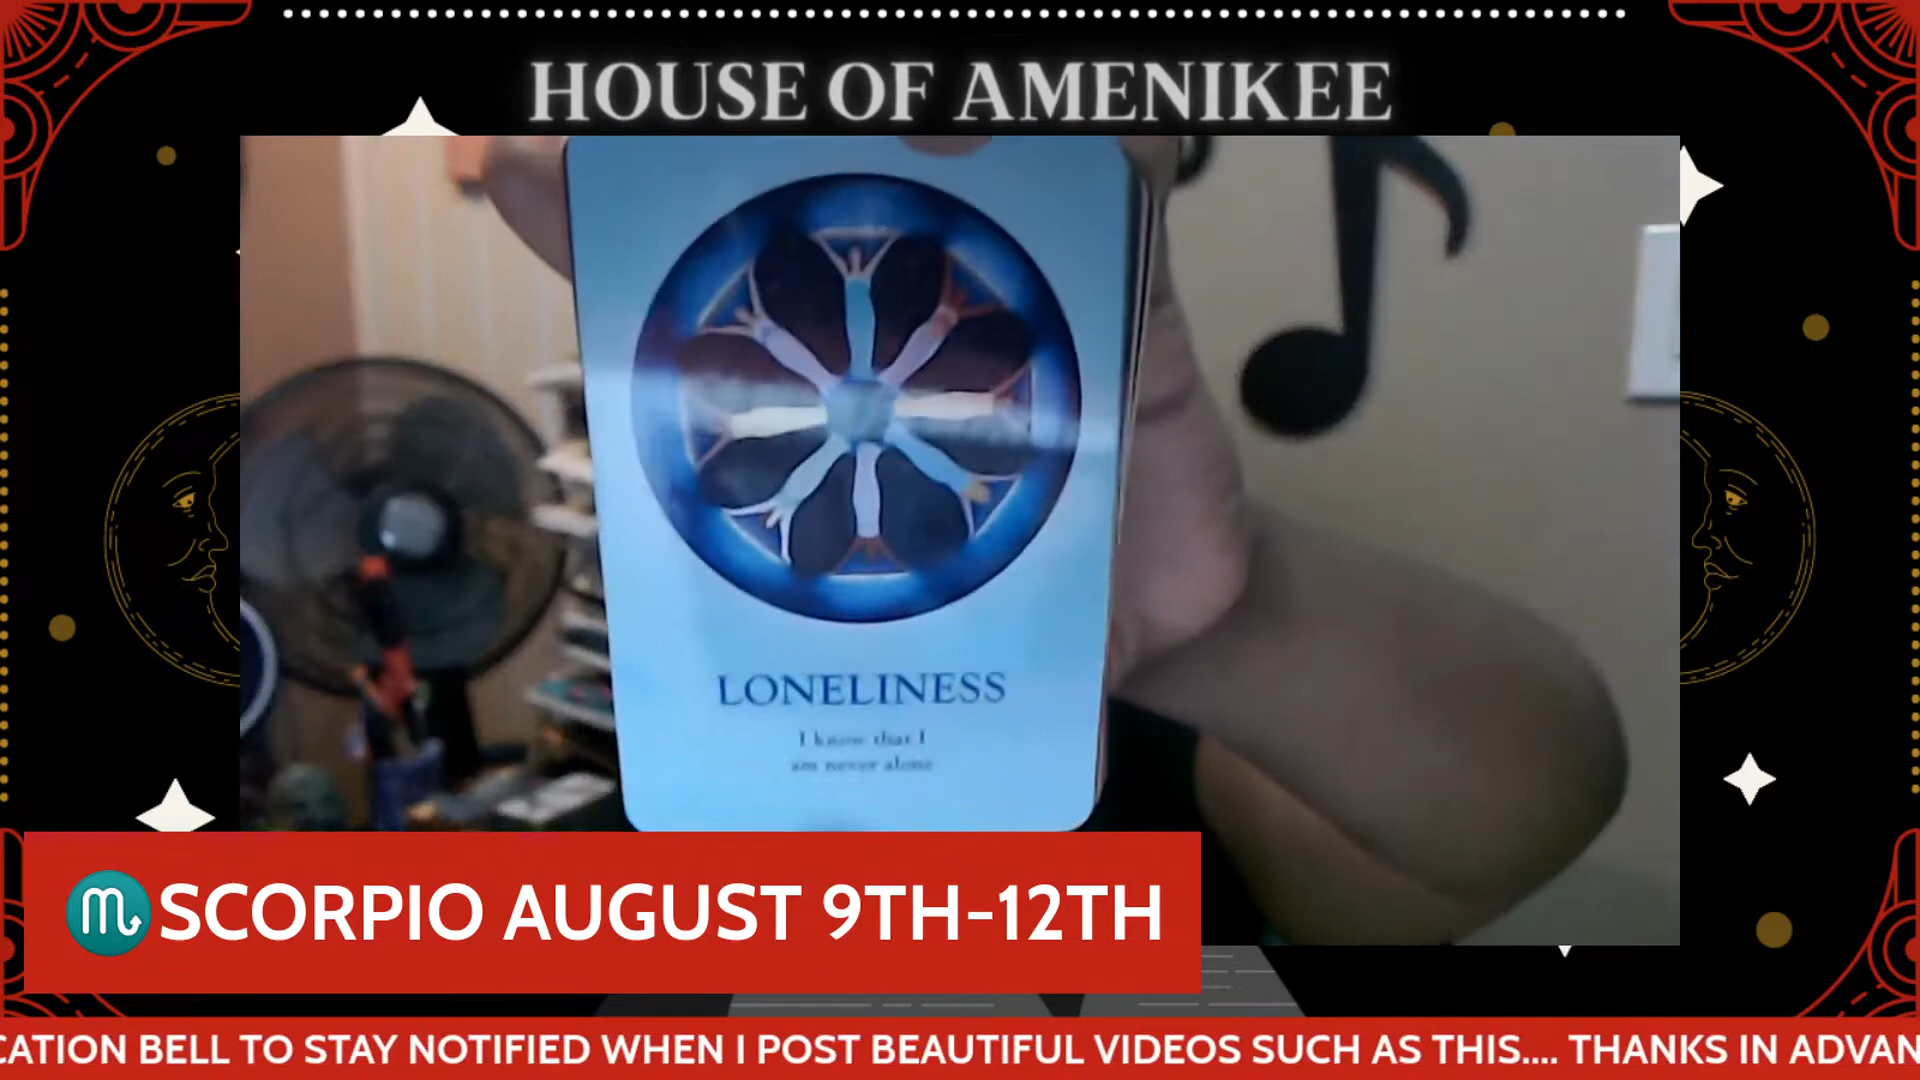 HOUSE OF AMENIKEE
LONELINESS
I know that I
am never alone
♏SCORPIO AUGUST 9TH-12TH
CATION BELL TO STAY NOTIFIED WHEN I POST BEAUTIFUL VIDEOS SUCH AS THIS.... THANKS IN ADVAN